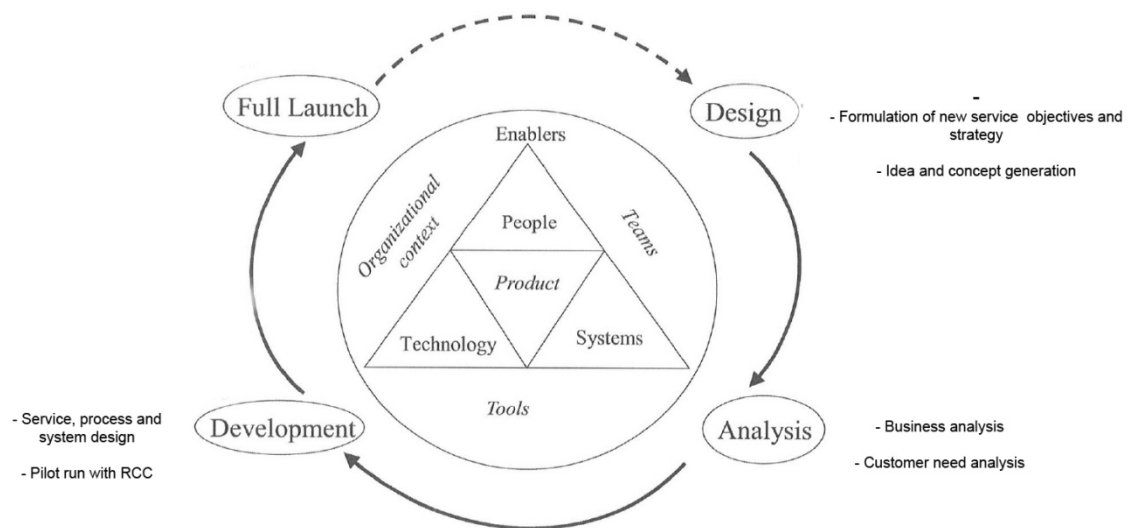 Full Launch
Design
-
- Formulation of new service objectives and
strategy
- Idea and concept generation
Enablers
Organizational
context
People
Teams
Product
Technology
Systems
Tools
- Service, process and
system design
- Pilot run with RCC
Development
Analysis
- Business analysis
- Customer need analysis